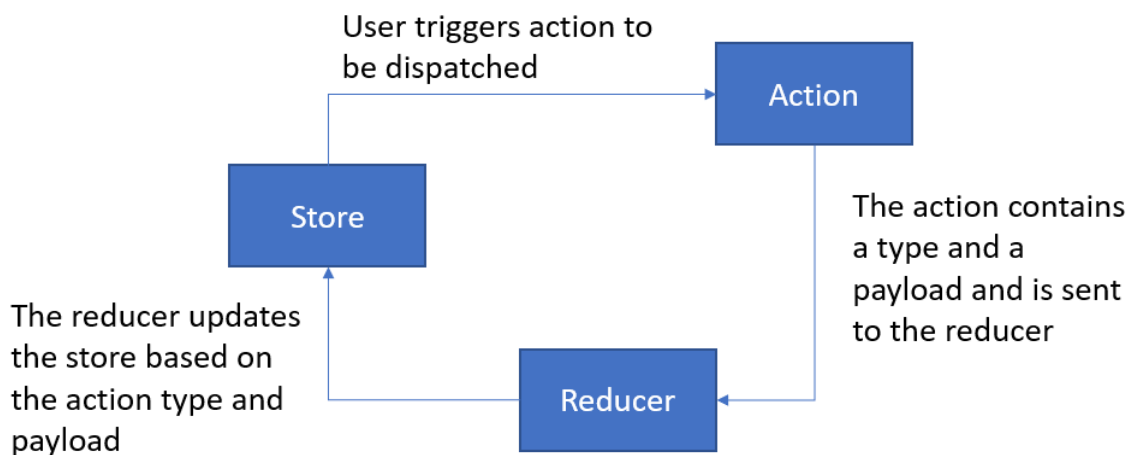 User triggers action to
be dispatched
Action
Store
The action contains
a type and a
payload and is sent
to the reducer
The reducer updates
the store based on
the action type and
payload
Reducer